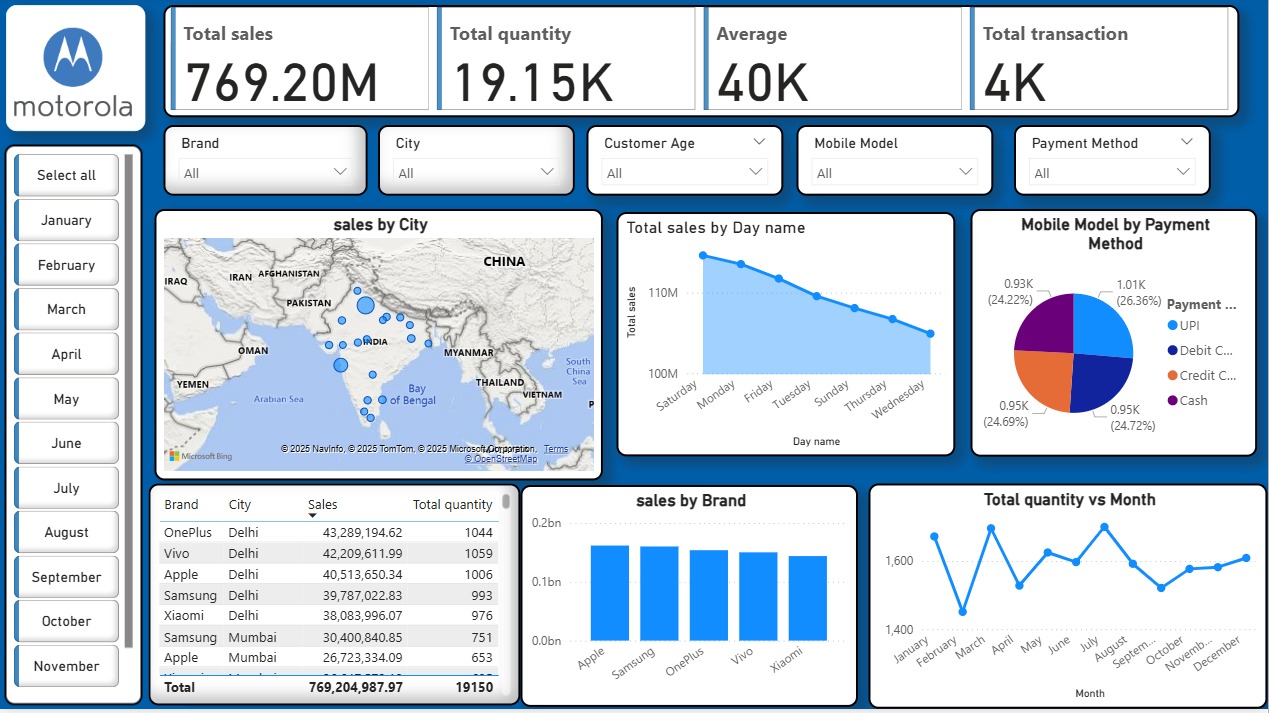 motorola
Total sales
769.20M
Total quantity
19.15K
Average
40K
Total transaction
4K
Brand
All
City
All
Customer Age
All
Mobile Model
All
Payment Method
All
Select all
January
February
March
April
May
June
July
August
September
October
November
sales by City
CHINA
IRAQ
IRAN
AFGHANISTAN
PAKISTAN
OMAN
INDIA
MYANMAR
YEMEN
THAILAND
VIETNAM
Arabian Sea
Bay
of Bengal
South
China
Sea
P
© 2025 NavInfo, © 2025 TomTom, © 2025 Microsoft Corporation, Terms
© OpenStreetMap
Microsoft Bing
Total sales by Day name
Total sales
110M
100M
Saturday
Monday
Friday
Tuesday
Sunday
Thursday
Wednesday
Day name
Mobile Model by Payment
Method
0.93K
(24.22%)
1.01K
(26.36%)
0.95K
(24.69%)
0.95K
(24.72%)
Payment ...
UPI
Debit C...
Credit C...
Cash
Brand City Sales Total quantity
OnePlus Delhi 43,289,194.62 1044
Vivo Delhi 42,209,611.99 1059
Apple Delhi 40,513,650.34 1006
Samsung Delhi 39,787,022.83 993
Xiaomi Delhi 38,083,996.07 976
Samsung Mumbai 30,400,840.85 751
Apple Mumbai 26,723,334.09 653
Total 769,204,987.97 19150
sales by Brand
0.2bn
0.1bn
0.0bn
Apple
Samsung
OnePlus
Vivo
Xiaomi
Total quantity vs Month
1,600
1,400
January
February
March
April
May
June
July
August
Septem...
October
Novemb...
December
Month